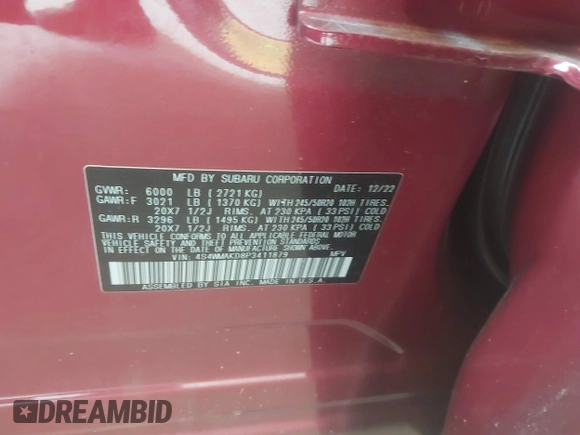 MFD BY SUBARU CORPORATION
GVWR: 6000 LB (2721 KG) DATE: 12/22
GAWR:F 3021 LB (1370 KG) WITH 245/50R20 102H TIRES,
20X7 1/2J RIMS, AT 230 KPA (33 PSI) COLD
GAWR:R 3296 LB (1495 KG) WITH 245/50R20 102H TIRES,
20X7 1/2J RIMS, AT 230 KPA (33 PSI) COLD
THIS VEHICLE CONFORMS TO ALL APPLICABLE FEDERAL MOTOR
VEHICLE SAFETY AND THEFT PREVENTION STANDARDS
IN EFFECT ON THE DATE OF MANUFACTURE SHOWN ABOVE.
VIN: 4S4WMAKD8P3411879 MPV
ASSEMBLED BY SIA INC. MADE IN U.S.A.
DREAMBID